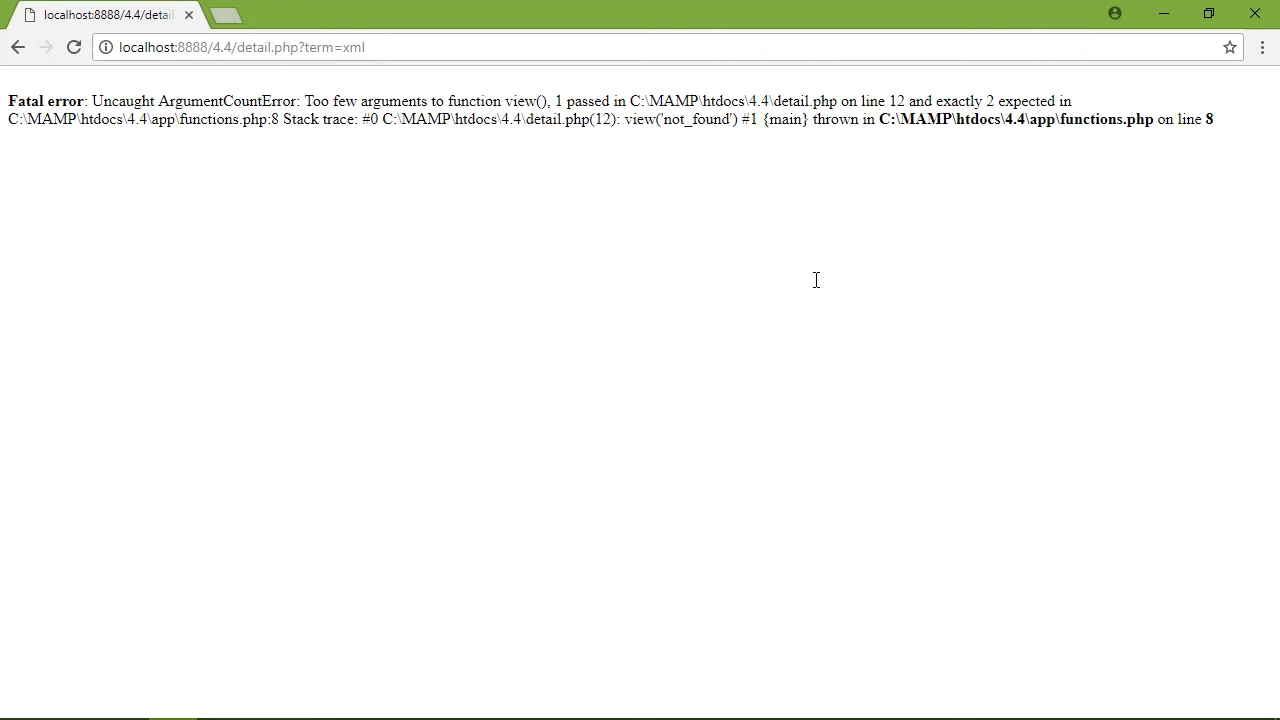 localhost:8888/4.4/detail
localhost:8888/4.4/detail.php?term=xml
Fatal error: Uncaught ArgumentCountError: Too few arguments to function view(), 1 passed in C:\MAMP\htdocs\4.4\detail.php on line 12 and exactly 2 expected in
C:\MAMP\htdocs\4.4\app\functions.php:8 Stack trace: #0 C:\MAMP\htdocs\4.4\detail.php(12): view('not_found') #1 {main} thrown in C:\MAMP\htdocs\4.4\app\functions.php on line 8